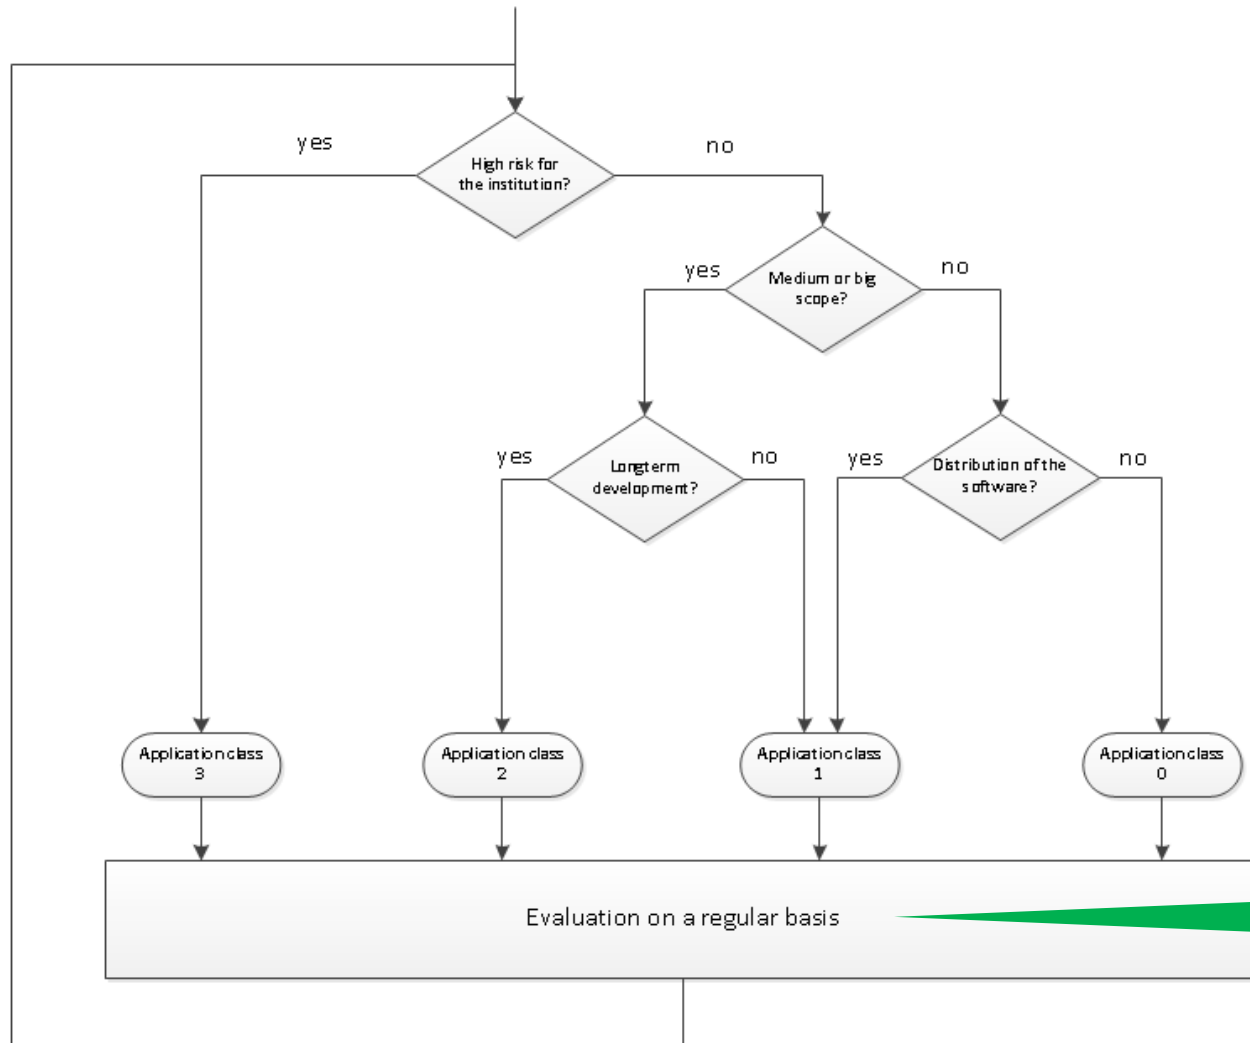 yes
no
High risk for
the institution?
yes
no
Medium or big
scope?
yes
no
yes
no
Longterm
development?
Distribution of the
software?
Application class
3
Application class
2
Application class
1
Application class
0
Evaluation on a regular basis